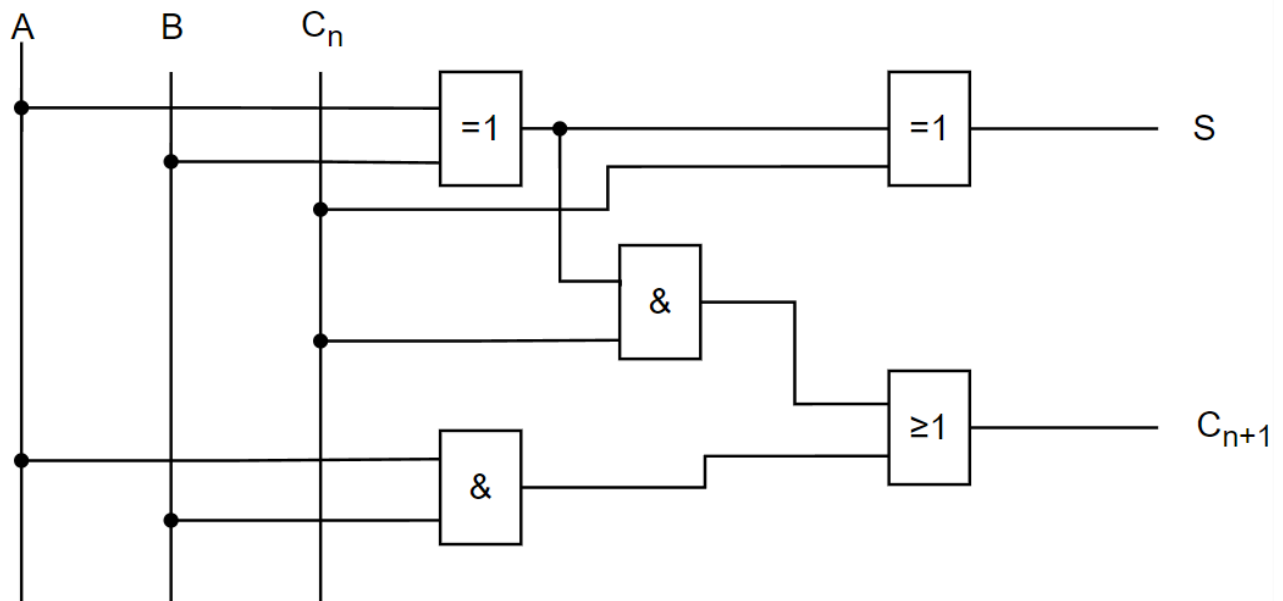 A B Cₙ
=1 =1 S
&
≥1 Cₙ₊₁
&